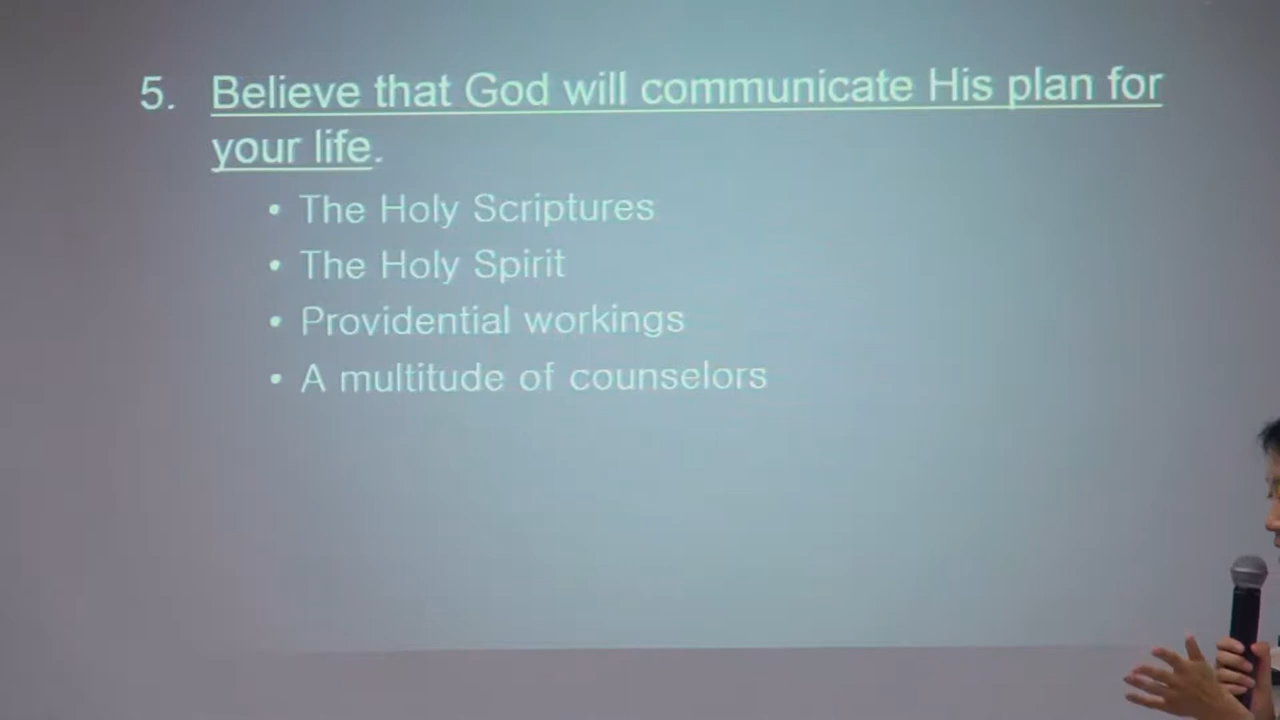 5. Believe that God will communicate His plan for
your life.
• The Holy Scriptures
• The Holy Spirit
• Providential workings
• A multitude of counselors